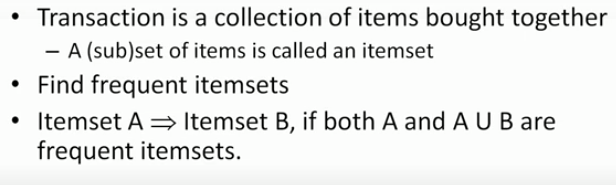 • Transaction is a collection of items bought together
– A (sub)set of items is called an itemset
• Find frequent itemsets
• Itemset A ⇒ Itemset B, if both A and A U B are
frequent itemsets.